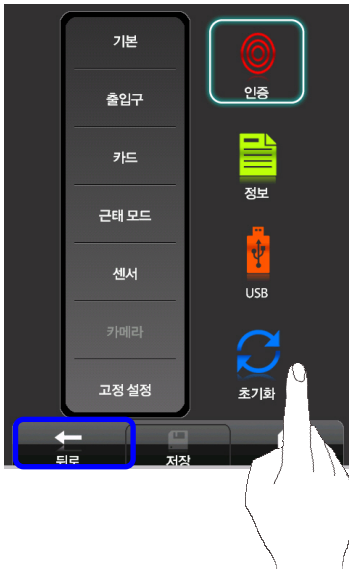 기본
출입구
카드
근태 모드
센서
카메라
고정 설정
인증
정보
USB
초기화
뒤로
저장